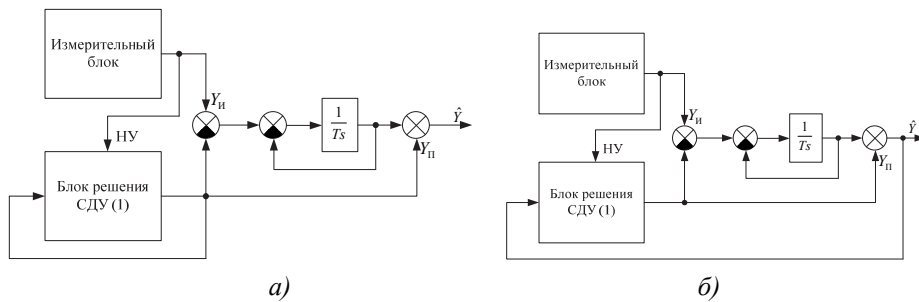 Измерительный
блок
Y_И
НУ
1
Ts
Ŷ
Y_П
Блок решения
СДУ (1)
а)
Измерительный
блок
Y_И
НУ
1
Ts
Ŷ
Y_П
Блок решения
СДУ (1)
б)